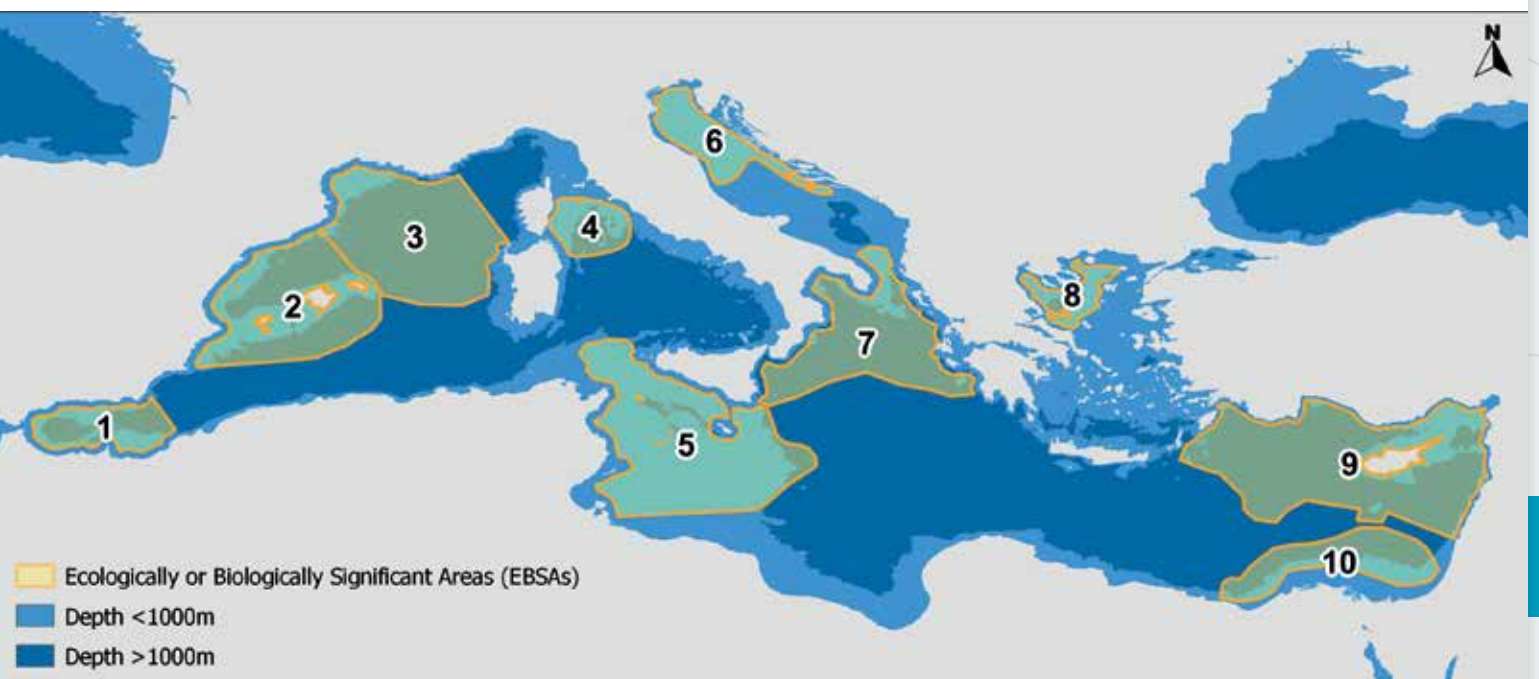 N
6
3
4
2
8
7
1
5
9
10
Ecologically or Biologically Significant Areas (EBSAs)
Depth <1000m
Depth >1000m